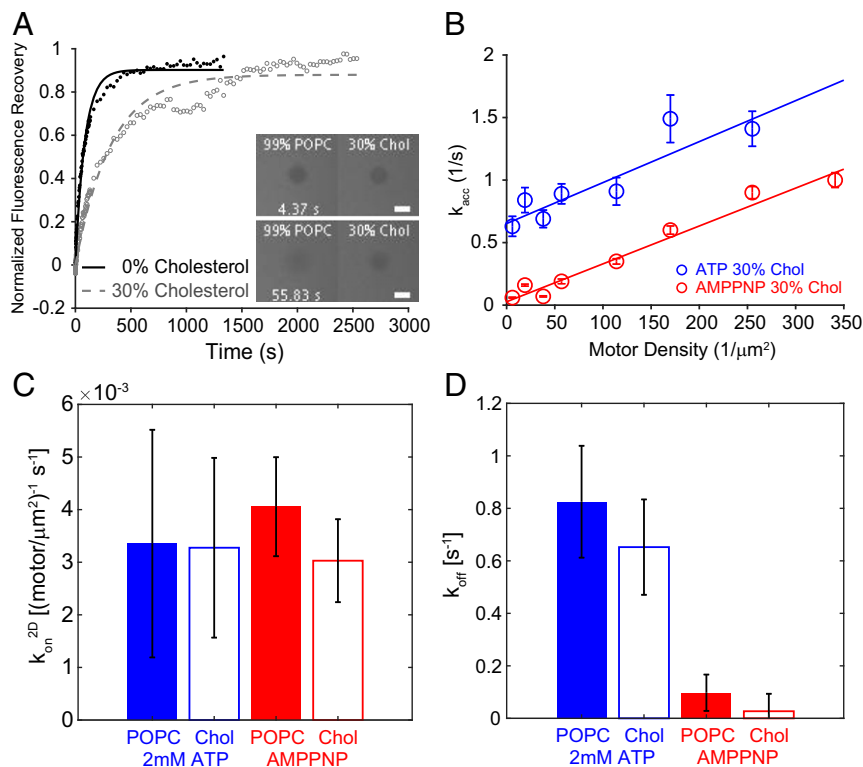 A
Normalized Fluorescence Recovery
1
0.8
0.6
0.4
0.2
0
-0.2
99% POPC 30% Chol
4.37 s
99% POPC 30% Chol
55.83 s
0% Cholesterol
30% Cholesterol
0 500 1000 1500 2000 2500 3000
Time (s)
B
k_acc (1/s)
2
1.5
1
0.5
0
ATP 30% Chol
AMPPNP 30% Chol
0 50 100 150 200 250 300 350
Motor Density (1/μm²)
C
k_on^2D [(motor/μm²)⁻¹ s⁻¹]
× 10⁻³
6
5
4
3
2
1
0
POPC Chol POPC Chol
2mM ATP AMPPNP
D
k_off [s⁻¹]
1.2
1
0.8
0.6
0.4
0.2
0
POPC Chol POPC Chol
2mM ATP AMPPNP